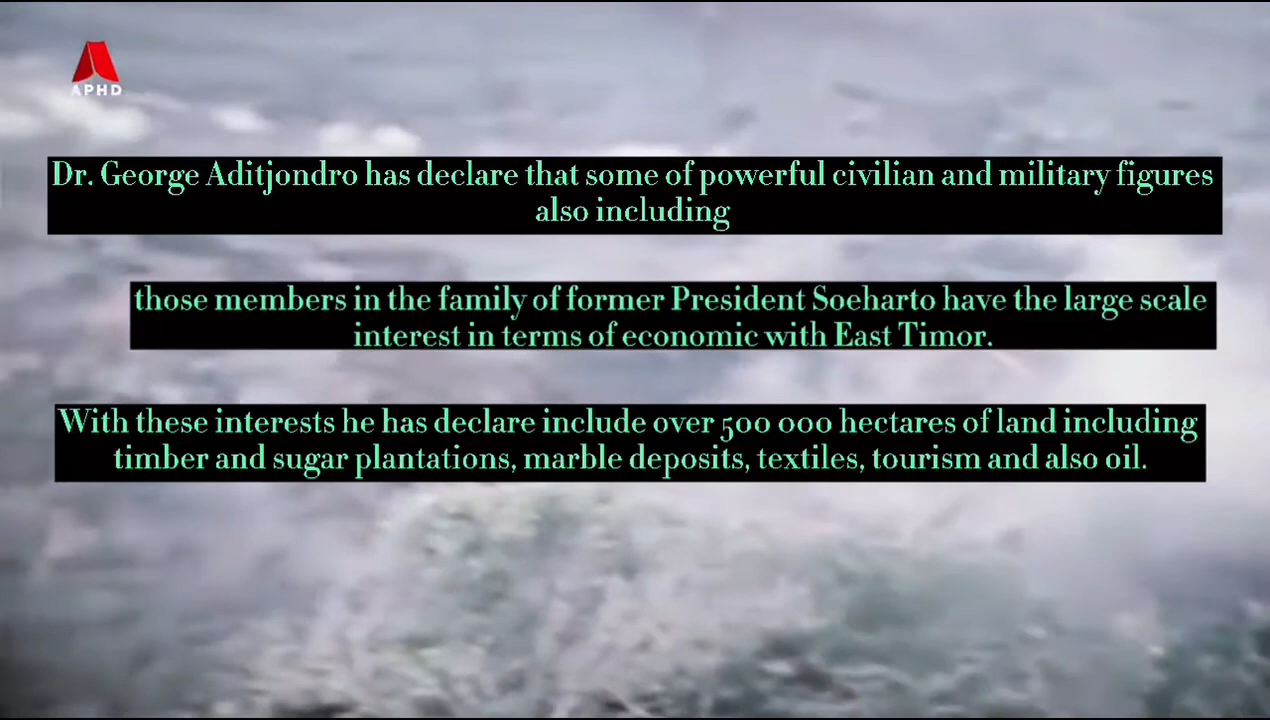 APHD
Dr. George Aditjondro has declare that some of powerful civilian and military figures
also including
those members in the family of former President Soeharto have the large scale
interest in terms of economic with East Timor.
With these interests he has declare include over 500 000 hectares of land including
timber and sugar plantations, marble deposits, textiles, tourism and also oil.